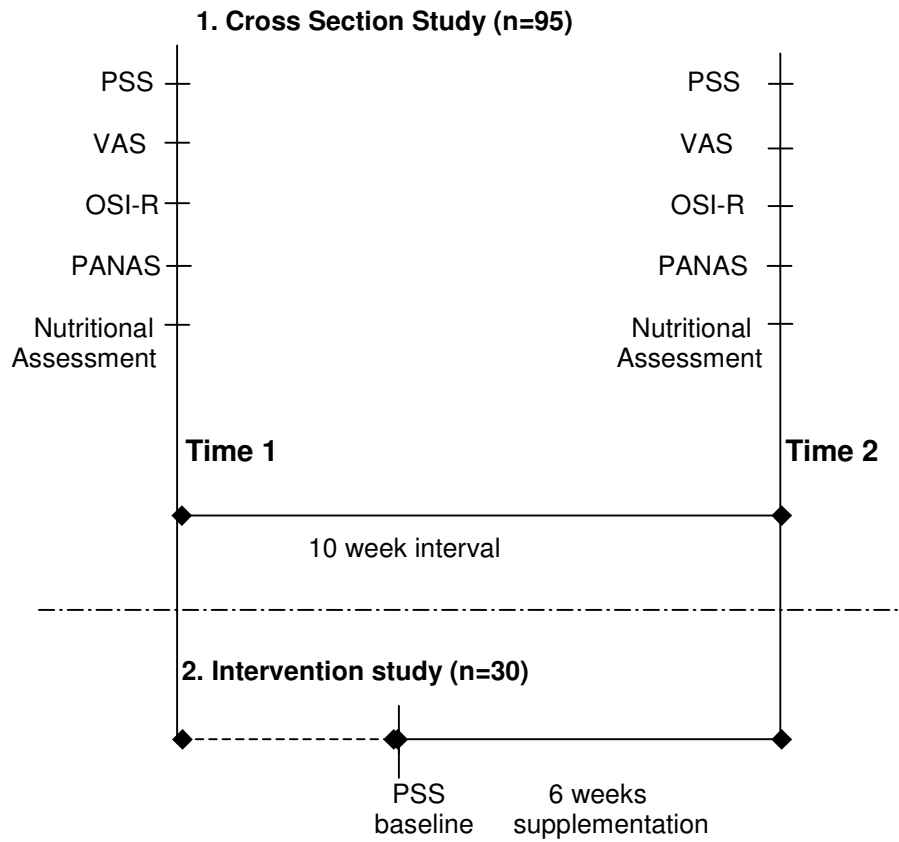 1. Cross Section Study (n=95)
PSS
VAS
OSI-R
PANAS
Nutritional
Assessment
PSS
VAS
OSI-R
PANAS
Nutritional
Assessment
Time 1
Time 2
10 week interval
2. Intervention study (n=30)
PSS
baseline
6 weeks
supplementation